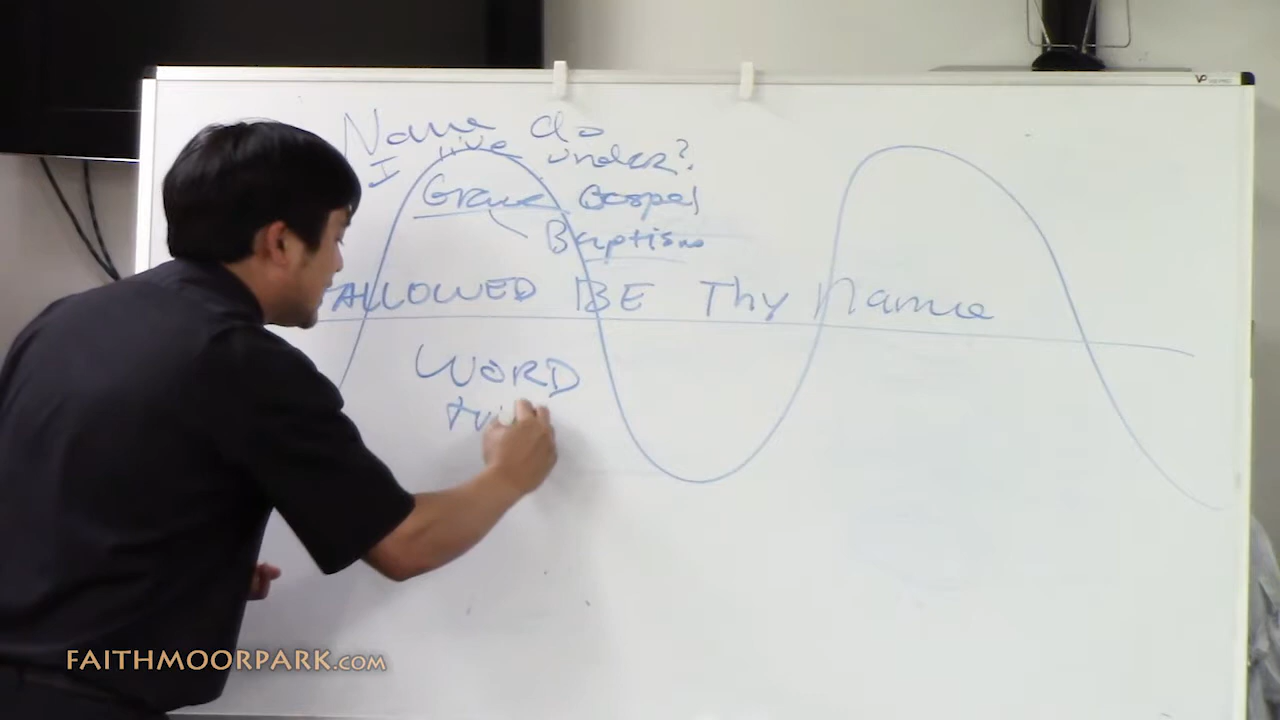 Name do
I live under?
Grace Gospel
Baptism
ALLOWED BE Thy Name
WORD
FAITHMOORPARK.COM